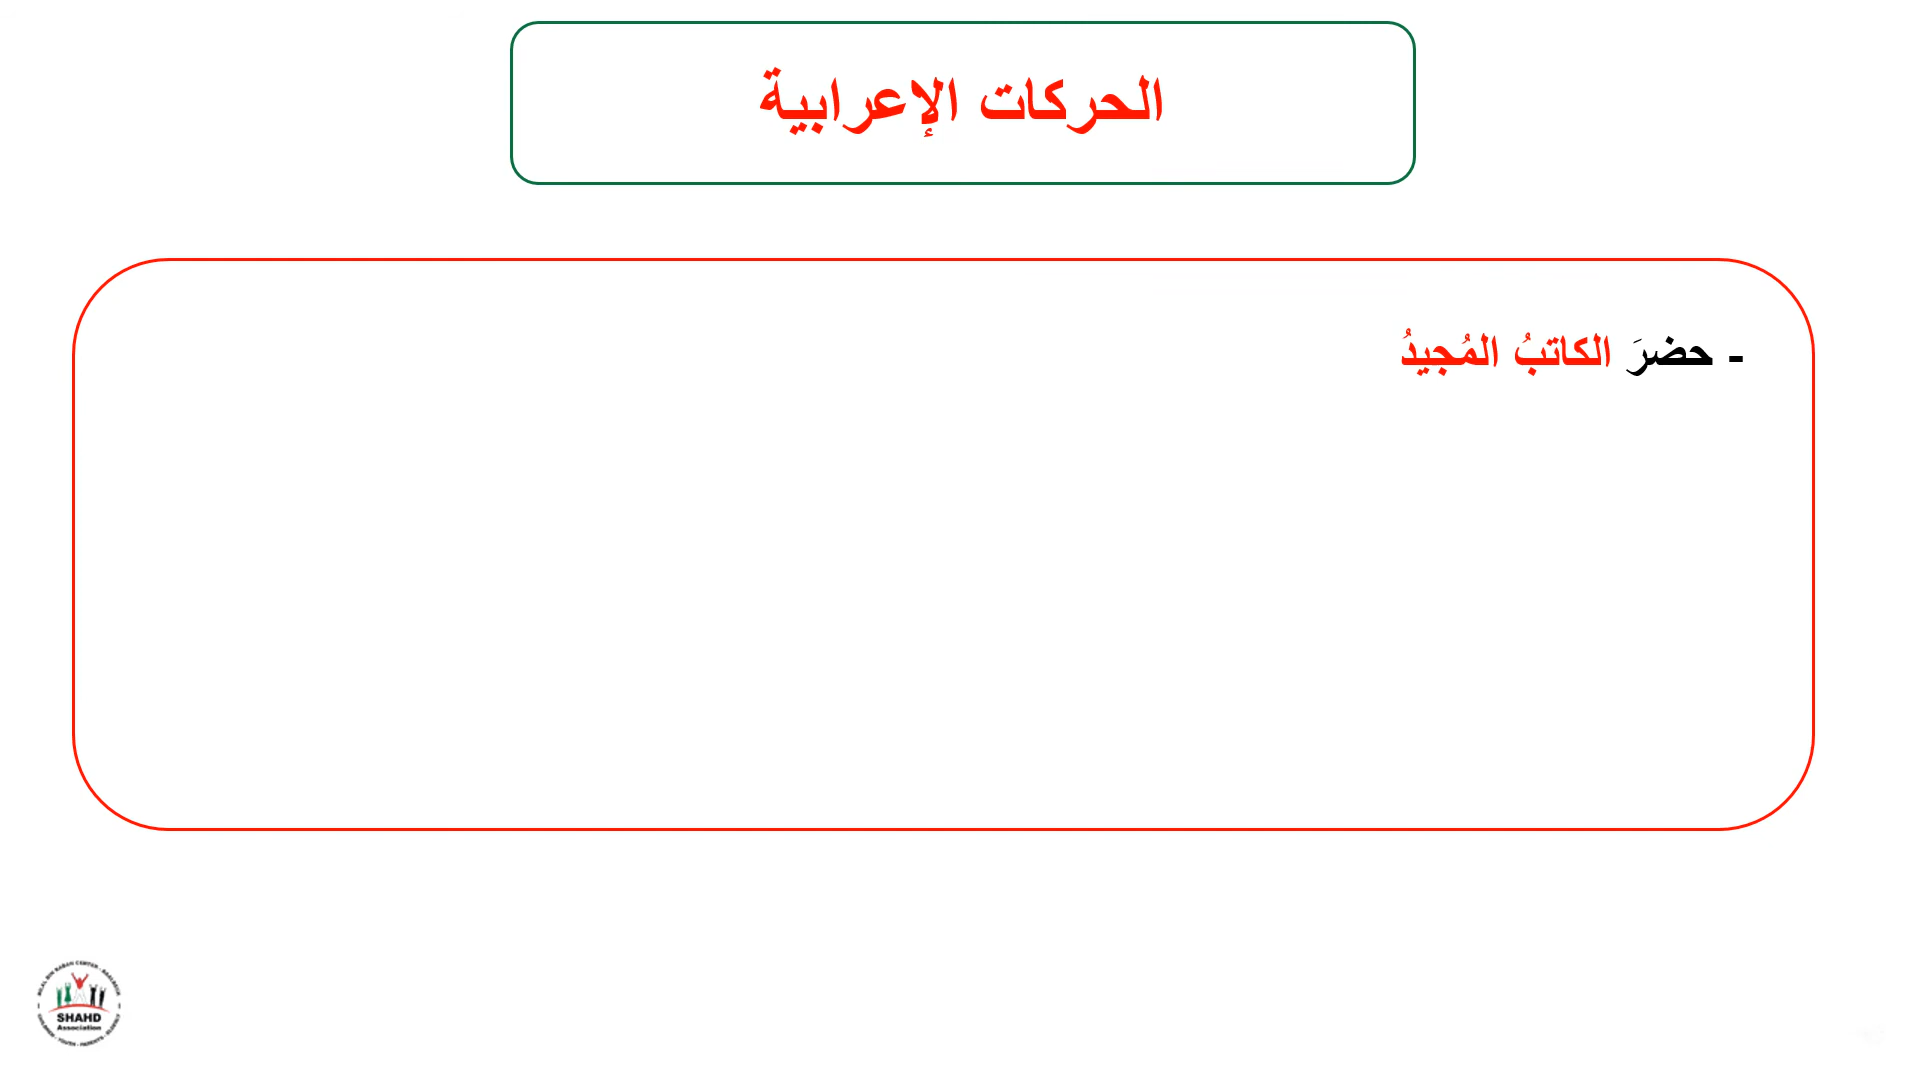 الحركات الإعرابية
- حضرَ الكاتبُ المُجيدُ
SHAHD
Association